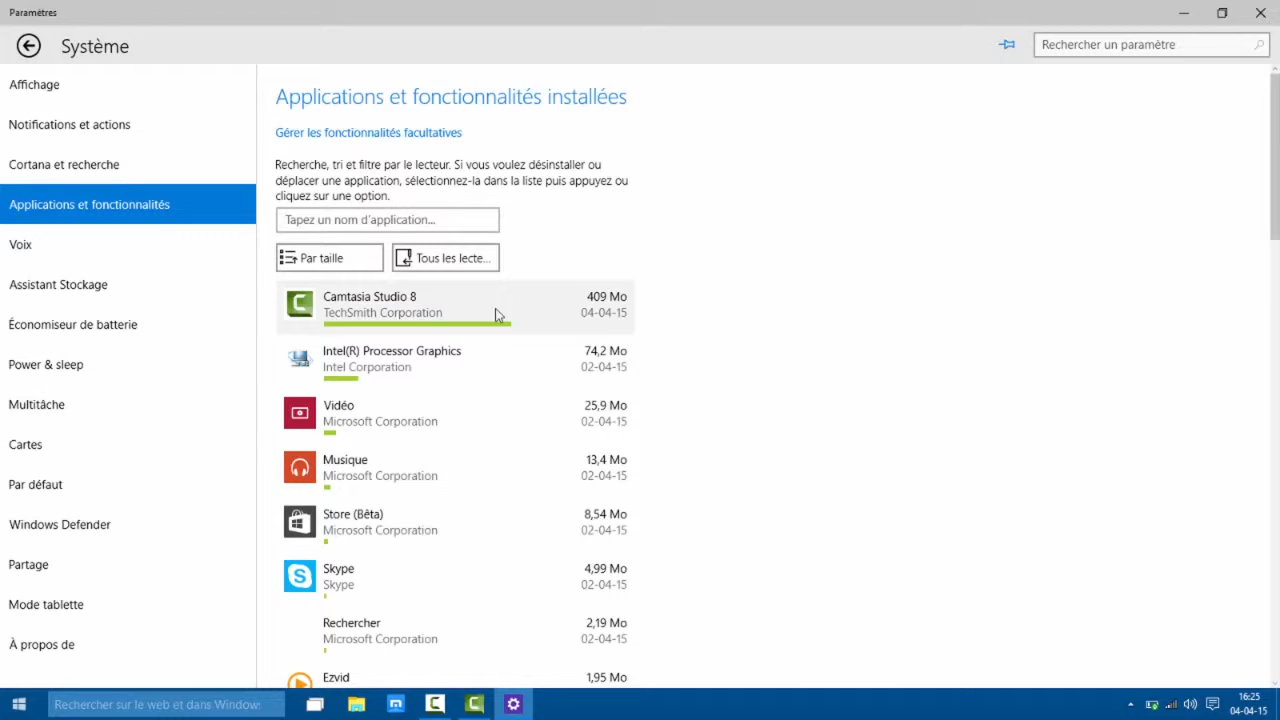 Paramètres
Système
Rechercher un paramètre
Affichage
Notifications et actions
Cortana et recherche
Applications et fonctionnalités
Voix
Assistant Stockage
Économiseur de batterie
Power & sleep
Multitâche
Cartes
Par défaut
Windows Defender
Partage
Mode tablette
À propos de
Applications et fonctionnalités installées
Gérer les fonctionnalités facultatives
Recherche, tri et filtre par le lecteur. Si vous voulez désinstaller ou
déplacer une application, sélectionnez-la dans la liste puis appuyez ou
cliquez sur une option.
Tapez un nom d'application...
Par taille
Tous les lecte...
Camtasia Studio 8 409 Mo
TechSmith Corporation 04-04-15
Intel(R) Processor Graphics 74,2 Mo
Intel Corporation 02-04-15
Vidéo 25,9 Mo
Microsoft Corporation 02-04-15
Musique 13,4 Mo
Microsoft Corporation 02-04-15
Store (Bêta) 8,54 Mo
Microsoft Corporation 02-04-15
Skype 4,99 Mo
Skype 02-04-15
Rechercher 2,19 Mo
Microsoft Corporation 02-04-15
Ezvid 1,95 Mo
Rechercher sur le web et dans Windows
16:25
04-04-15